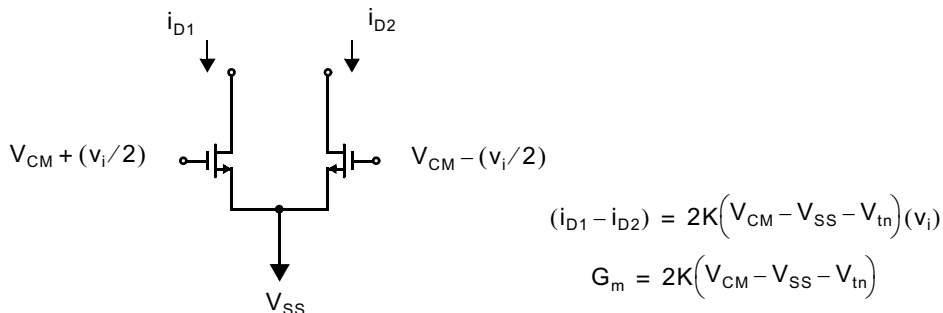 i_D1
i_D2
V_CM + (v_i/2)
V_CM − (v_i/2)
V_SS
(i_D1 − i_D2) = 2K(V_CM − V_SS − V_tn)(v_i)
G_m = 2K(V_CM − V_SS − V_tn)